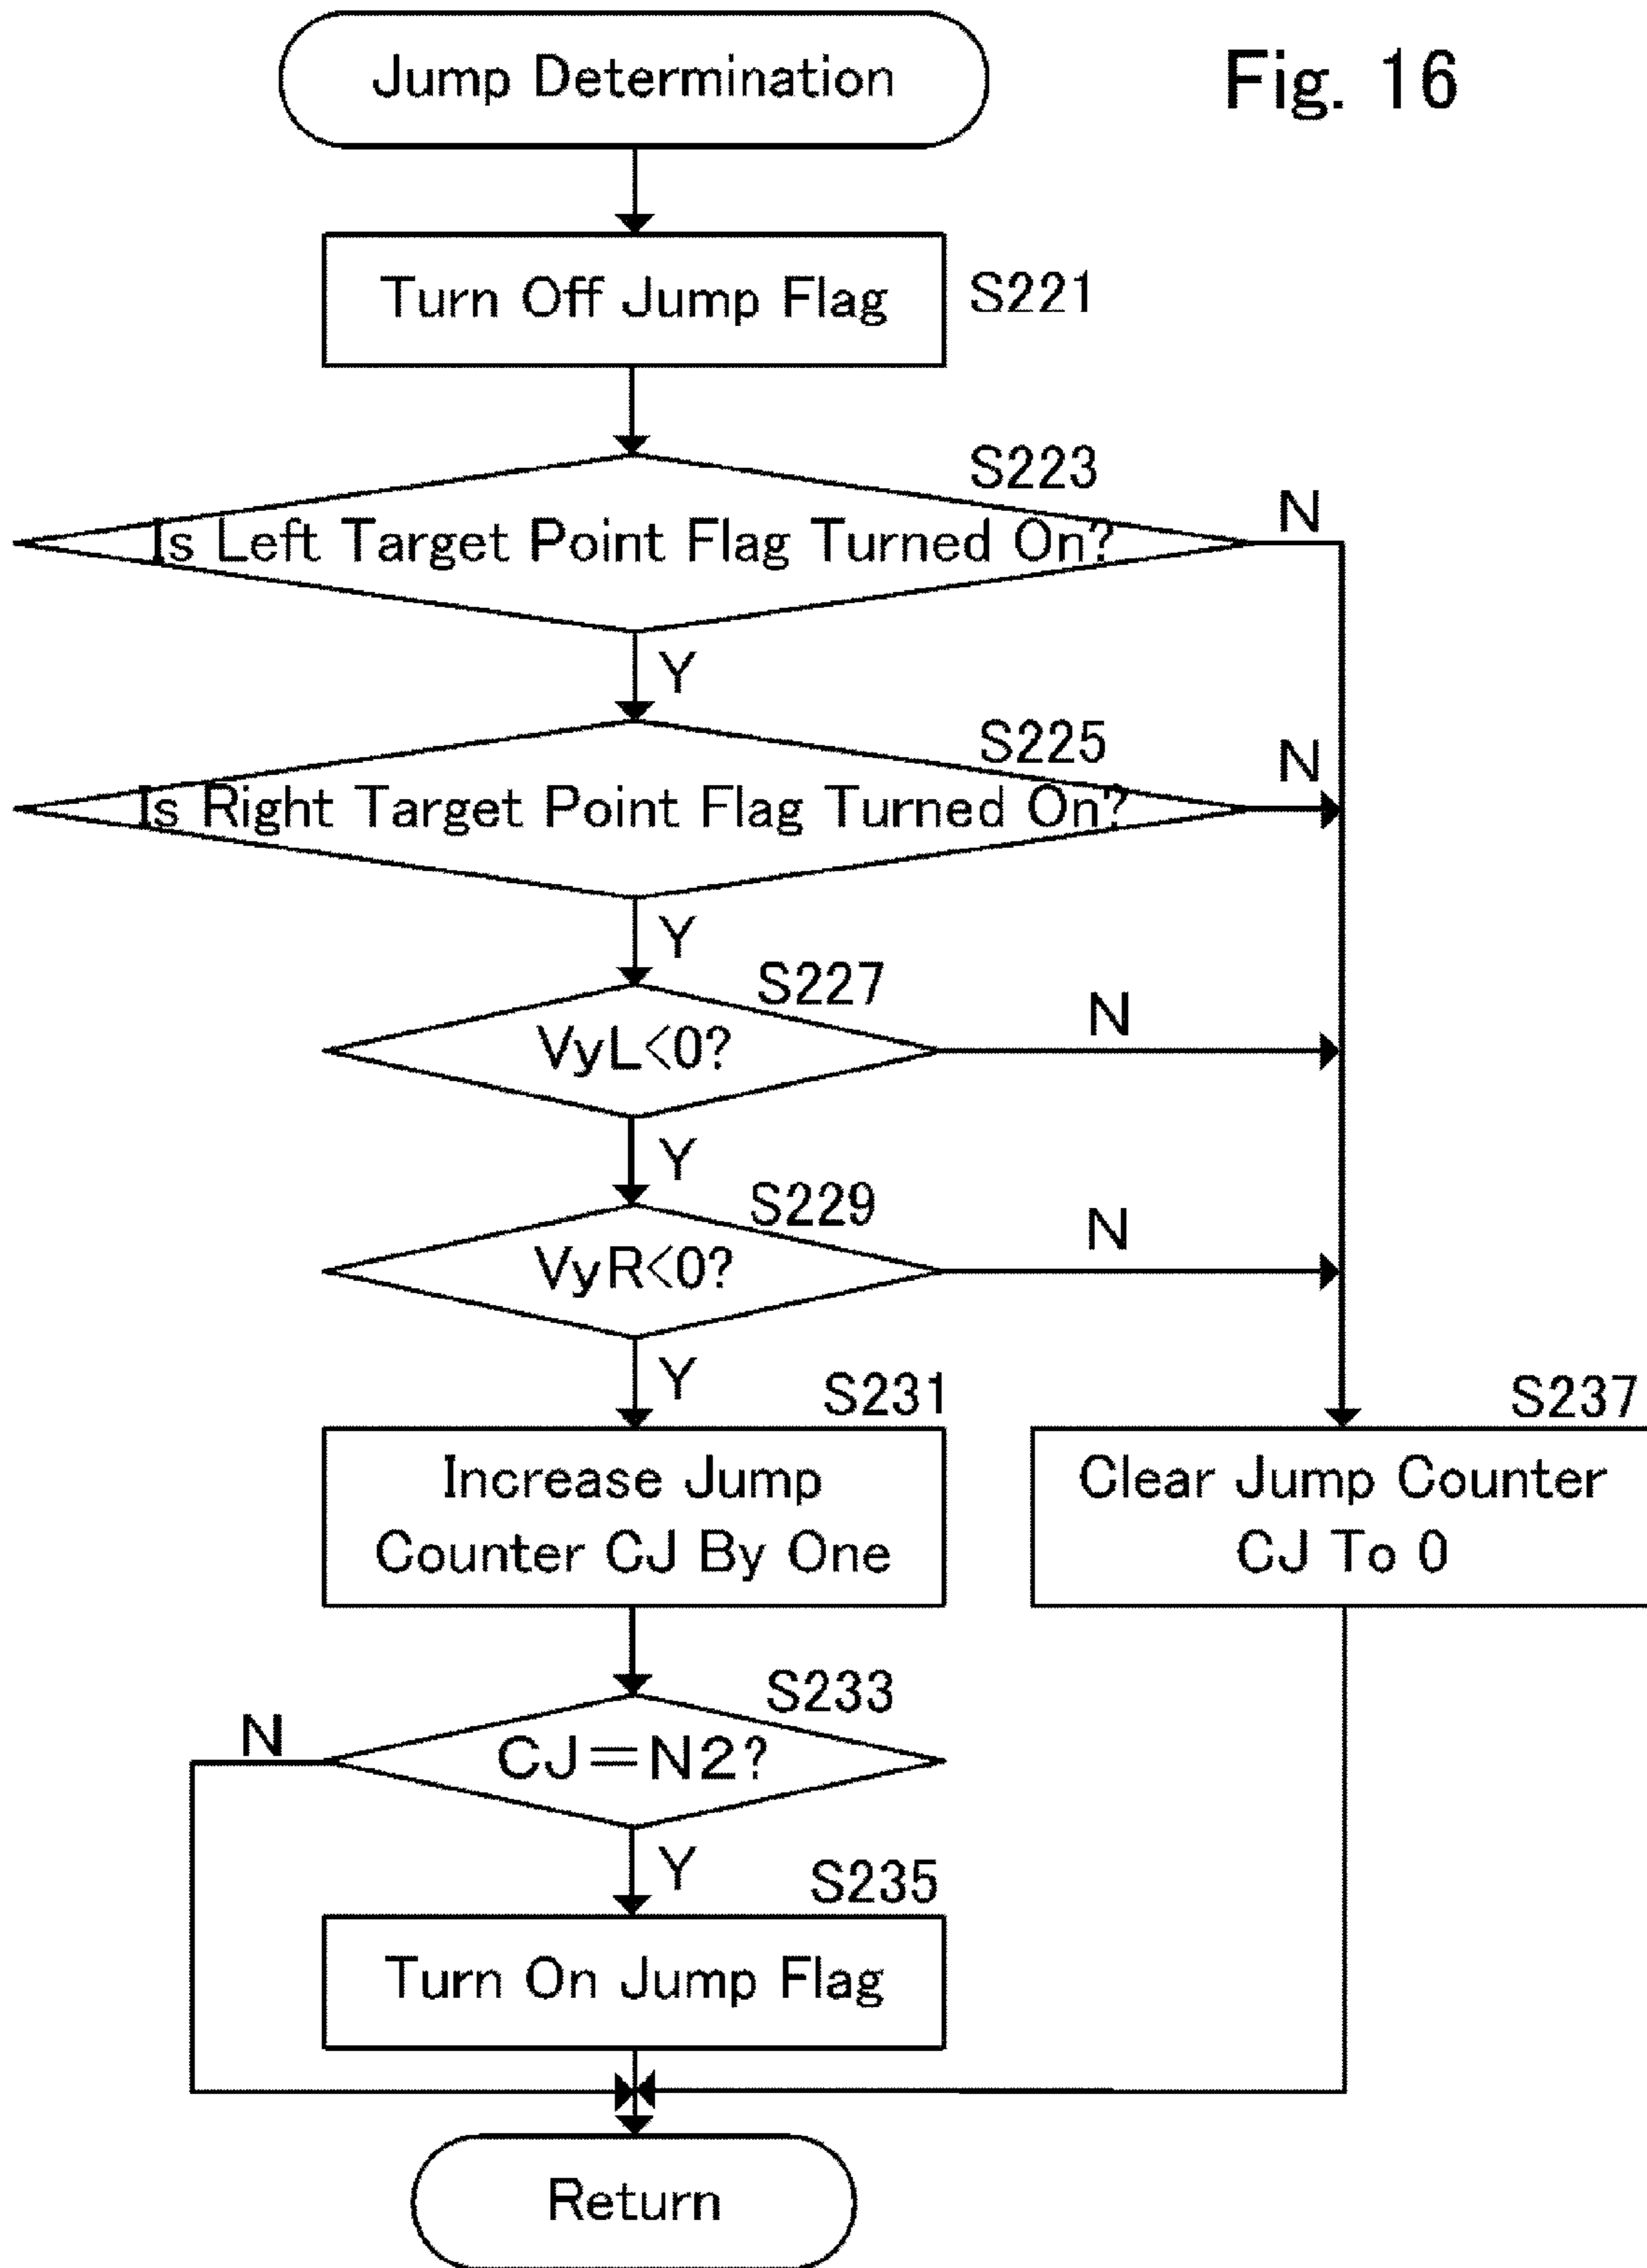 Jump Determination
Fig. 16
Turn Off Jump Flag
S221
S223
N
Is Left Target Point Flag Turned On?
Y
S225
N
Is Right Target Point Flag Turned On?
Y
S227
N
VyL<0?
Y
S229
N
VyR<0?
Y
S231
S237
Increase Jump
Counter CJ By One
Clear Jump Counter
CJ To 0
S233
N
CJ=N2?
Y
S235
Turn On Jump Flag
Return